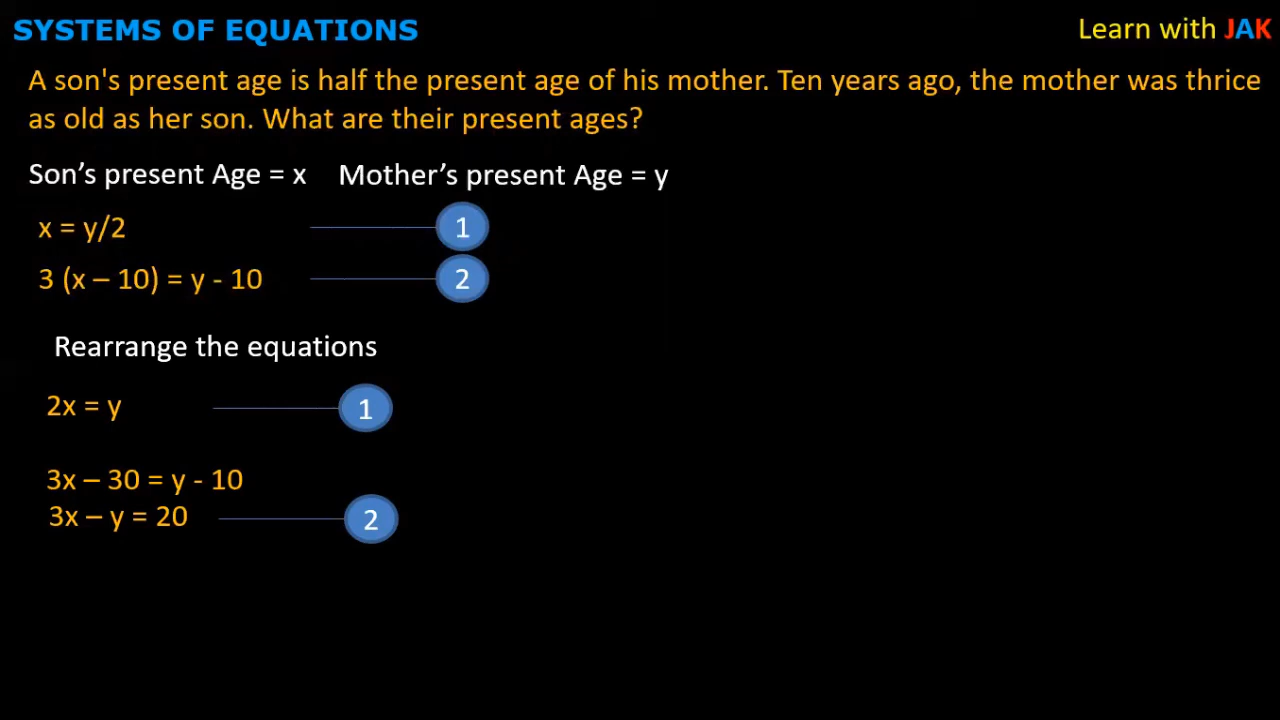 SYSTEMS OF EQUATIONS
Learn with JAK
A son's present age is half the present age of his mother. Ten years ago, the mother was thrice
as old as her son. What are their present ages?
Son’s present Age = x
Mother’s present Age = y
x = y/2
1
3 (x – 10) = y - 10
2
Rearrange the equations
2x = y
1
3x – 30 = y - 10
3x – y = 20
2